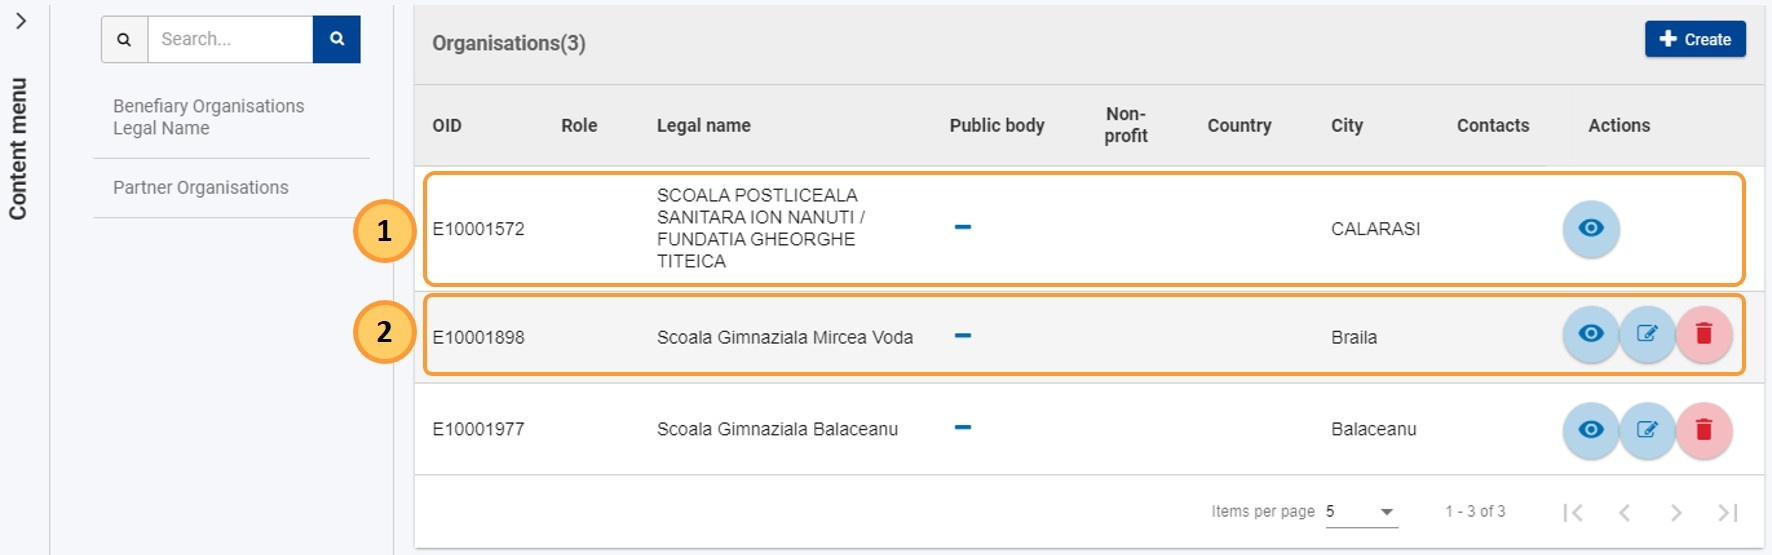 Search...
Organisations(3)
Create
Content menu
Benefiary Organisations
Legal Name
Partner Organisations
OID Role Legal name Public body Non-
profit Country City Contacts Actions
1
E10001572 SCOALA POSTLICEALA
SANITARA ION NANUTI /
FUNDATIA GHEORGHE
TITEICA CALARASI
2
E10001898 Scoala Gimnaziala Mircea Voda Braila
E10001977 Scoala Gimnaziala Balaceanu Balaceanu
Items per page 5 1 - 3 of 3